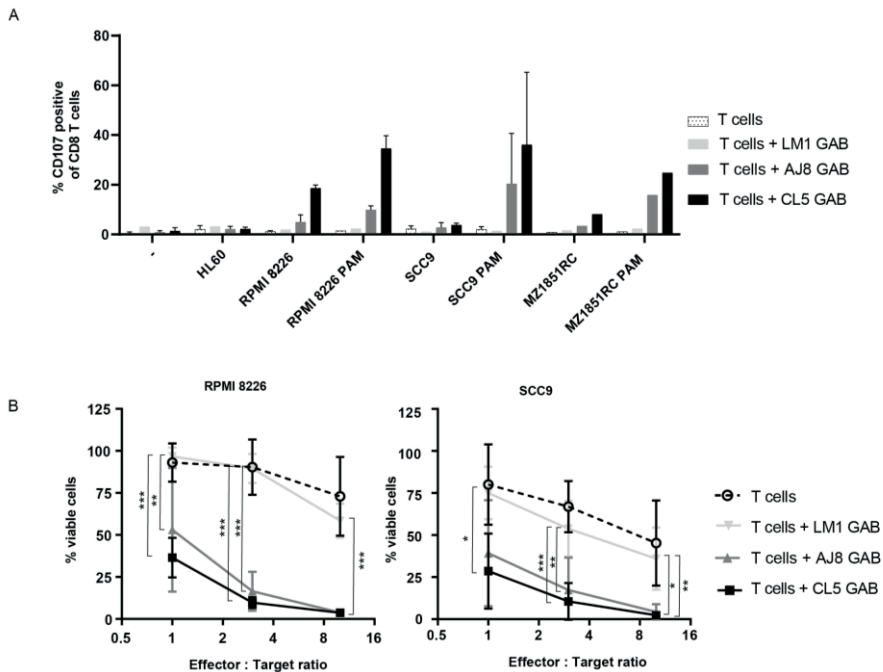 A
% CD107 positive
of CD8 T cells
80
60
40
20
0
-
HL60
RPMI 8226
RPMI 8226 PAM
SCC9
SCC9 PAM
MZ1851RC
MZ1851RC PAM
T cells
T cells + LM1 GAB
T cells + AJ8 GAB
T cells + CL5 GAB
B
RPMI 8226
% viable cells
125
100
75
50
25
0
0.5 1 2 4 8 16
Effector : Target ratio
***
**
***
***
***
SCC9
% viable cells
125
100
75
50
25
0
0.5 1 2 4 8 16
Effector : Target ratio
*
***
**
*
**
T cells
T cells + LM1 GAB
T cells + AJ8 GAB
T cells + CL5 GAB